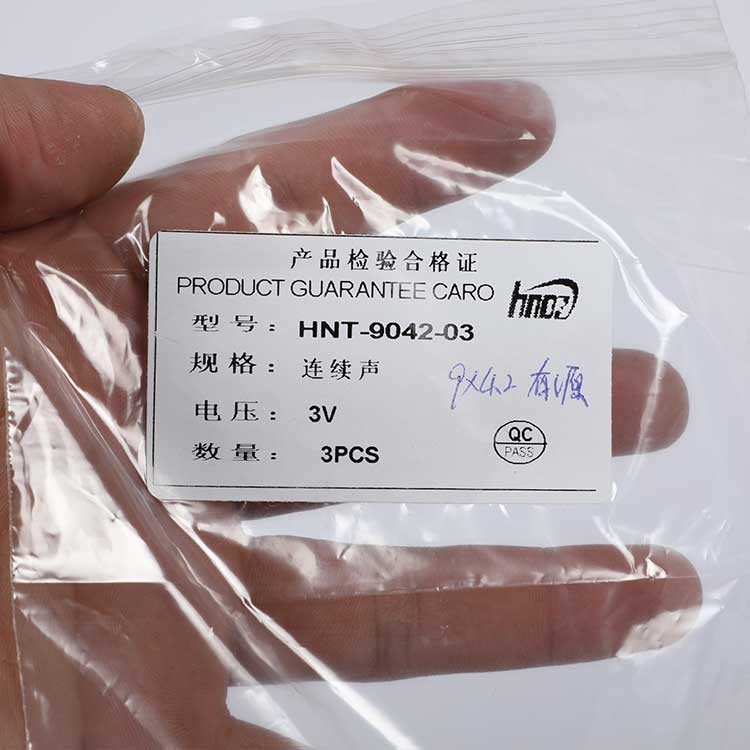 产品检验合格证
PRODUCT GUARANTEE CARO
hnDz
型号: HNT-9042-03
规格: 连续声
9X4.2 有源
电压: 3V
数量: 3PCS
QC
PASS